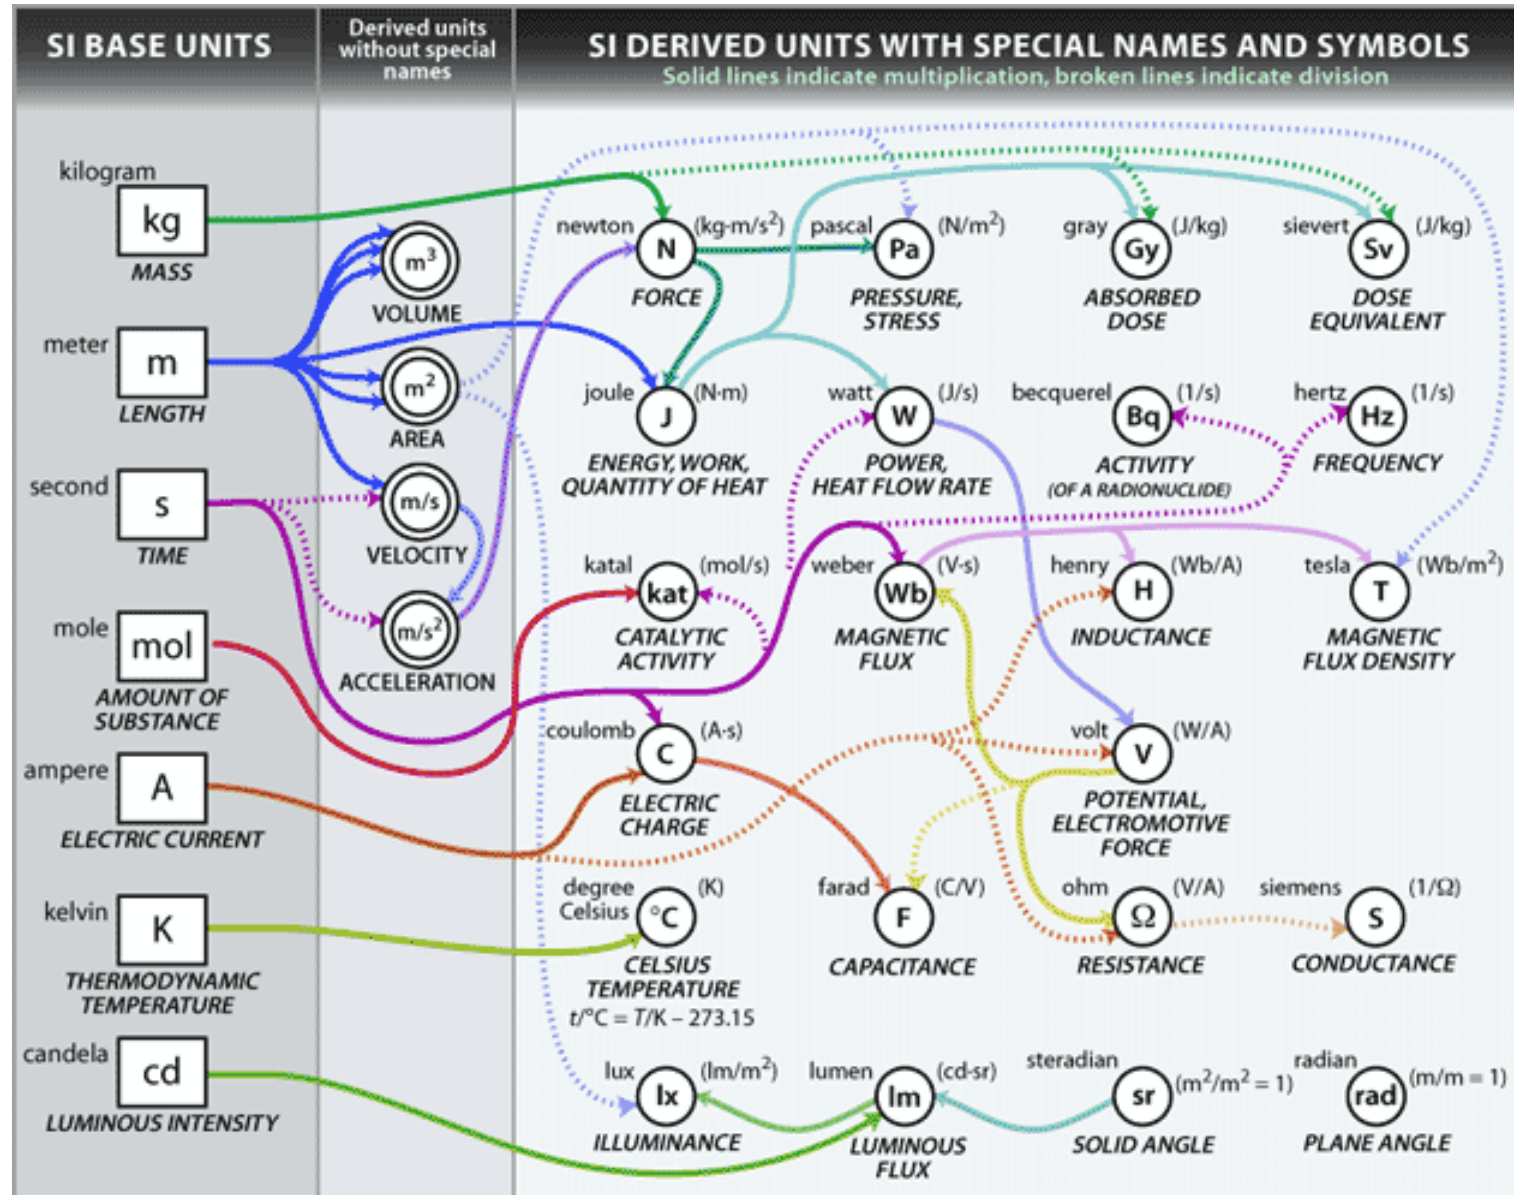 SI BASE UNITS
Derived units
without special
names
SI DERIVED UNITS WITH SPECIAL NAMES AND SYMBOLS
Solid lines indicate multiplication, broken lines indicate division
kilogram
kg
MASS
m³
VOLUME
newton
N
(kg·m/s²)
FORCE
pascal
Pa
(N/m²)
PRESSURE,
STRESS
gray
Gy
(J/kg)
ABSORBED
DOSE
sievert
Sv
(J/kg)
DOSE
EQUIVALENT
meter
m
LENGTH
m²
AREA
joule
J
(N·m)
ENERGY, WORK,
QUANTITY OF HEAT
watt
W
(J/s)
POWER,
HEAT FLOW RATE
becquerel
Bq
(1/s)
ACTIVITY
(OF A RADIONUCLIDE)
hertz
Hz
(1/s)
FREQUENCY
second
s
TIME
m/s
VELOCITY
katal
kat
(mol/s)
CATALYTIC
ACTIVITY
weber
Wb
(V·s)
MAGNETIC
FLUX
henry
H
(Wb/A)
INDUCTANCE
tesla
T
(Wb/m²)
MAGNETIC
FLUX DENSITY
mole
mol
AMOUNT OF
SUBSTANCE
m/s²
ACCELERATION
coulomb
C
(A·s)
ELECTRIC
CHARGE
volt
V
(W/A)
POTENTIAL,
ELECTROMOTIVE
FORCE
ampere
A
ELECTRIC CURRENT
kelvin
K
THERMODYNAMIC
TEMPERATURE
degree
Celsius
°C
(K)
CELSIUS
TEMPERATURE
t/°C = T/K – 273.15
farad
F
(C/V)
CAPACITANCE
ohm
Ω
(V/A)
RESISTANCE
siemens
S
(1/Ω)
CONDUCTANCE
candela
cd
LUMINOUS INTENSITY
lux
lx
(lm/m²)
ILLUMINANCE
lumen
lm
(cd·sr)
LUMINOUS
FLUX
steradian
sr
(m²/m² = 1)
SOLID ANGLE
radian
rad
(m/m = 1)
PLANE ANGLE